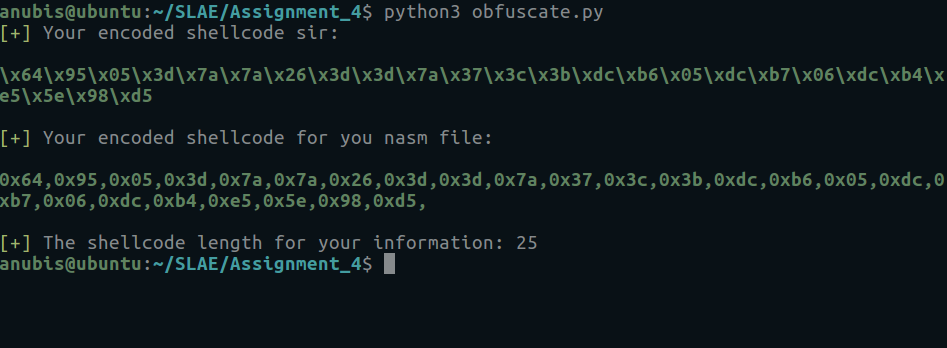 anubis@ubuntu:~/SLAE/Assignment_4$ python3 obfuscate.py
[+] Your encoded shellcode sir:
\x64\x95\x05\x3d\x7a\x7a\x26\x3d\x3d\x7a\x37\x3c\x3b\xdc\xb6\x05\xdc\xb7\x06\xdc\xb4\x
e5\x5e\x98\xd5
[+] Your encoded shellcode for you nasm file:
0x64,0x95,0x05,0x3d,0x7a,0x7a,0x26,0x3d,0x3d,0x7a,0x37,0x3c,0x3b,0xdc,0xb6,0x05,0xdc,0
xb7,0x06,0xdc,0xb4,0xe5,0x5e,0x98,0xd5,
[+] The shellcode length for your information: 25
anubis@ubuntu:~/SLAE/Assignment_4$